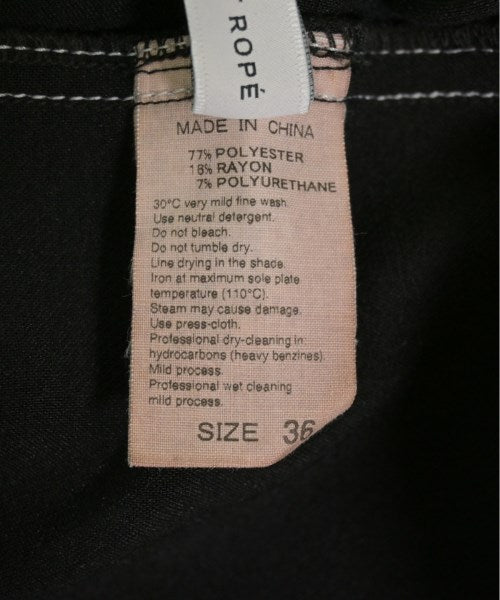 ROPÉ
MADE IN CHINA
77% POLYESTER
16% RAYON
7% POLYURETHANE
30°C very mild fine wash.
Use neutral detergent.
Do not bleach.
Do not tumble dry.
Line drying in the shade.
Iron at maximum sole plate
temperature (110°C).
Steam may cause damage.
Use press-cloth.
Professional dry-cleaning in
hydrocarbons (heavy benzines).
Mild process.
Professional wet cleaning
mild process.
SIZE 36